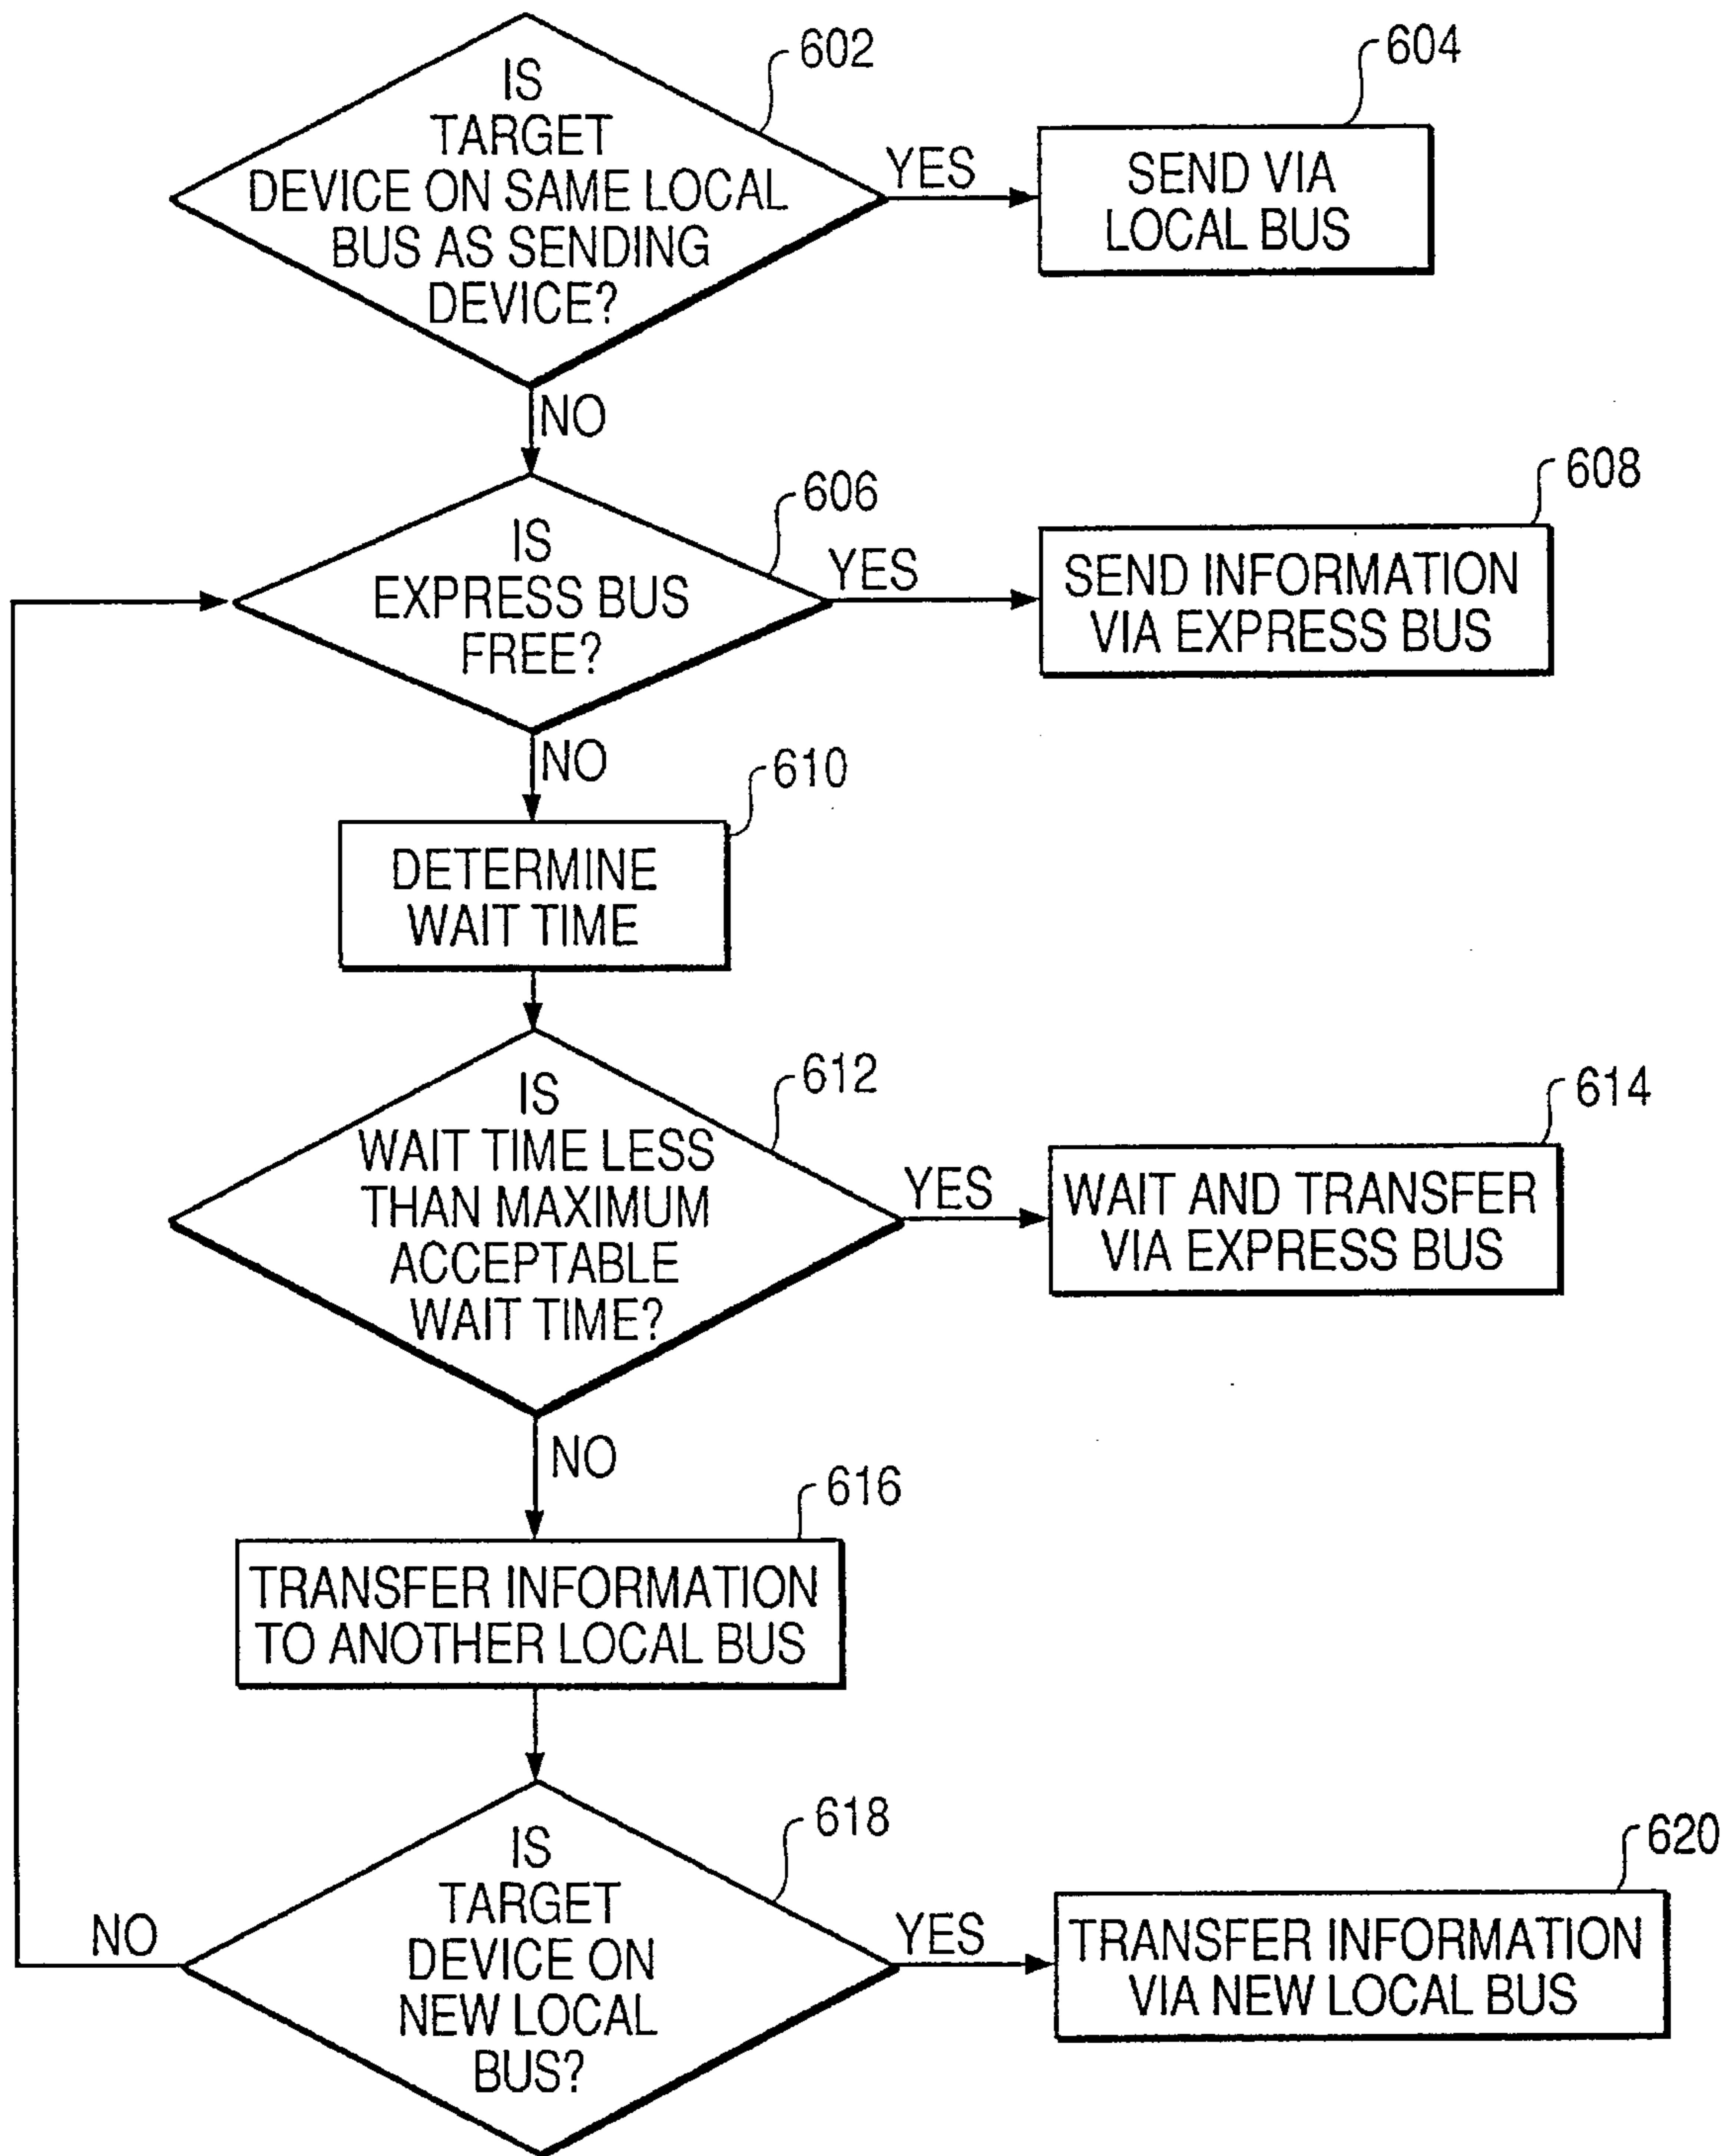 602
IS
TARGET
DEVICE ON SAME LOCAL
BUS AS SENDING
DEVICE?
YES
604
SEND VIA
LOCAL BUS
NO
606
IS
EXPRESS BUS
FREE?
YES
608
SEND INFORMATION
VIA EXPRESS BUS
NO
610
DETERMINE
WAIT TIME
612
IS
WAIT TIME LESS
THAN MAXIMUM
ACCEPTABLE
WAIT TIME?
YES
614
WAIT AND TRANSFER
VIA EXPRESS BUS
NO
616
TRANSFER INFORMATION
TO ANOTHER LOCAL BUS
618
IS
TARGET
DEVICE ON
NEW LOCAL
BUS?
NO
YES
620
TRANSFER INFORMATION
VIA NEW LOCAL BUS